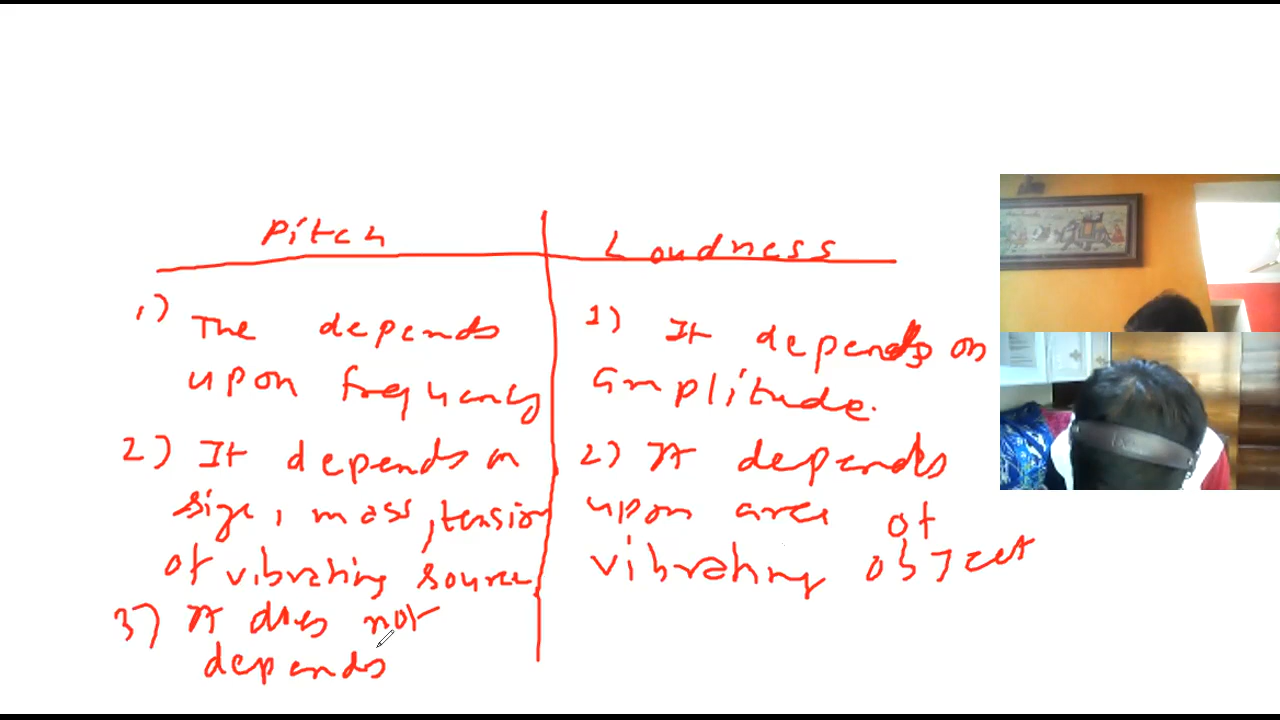 Pitch
Loudness
1) The depends
upon frequency
2) It depends on
size, mass, tension
of vibrating source
3) It does not
depends
1) It depends on
amplitude.
2) It depends
upon area of
vibrating object